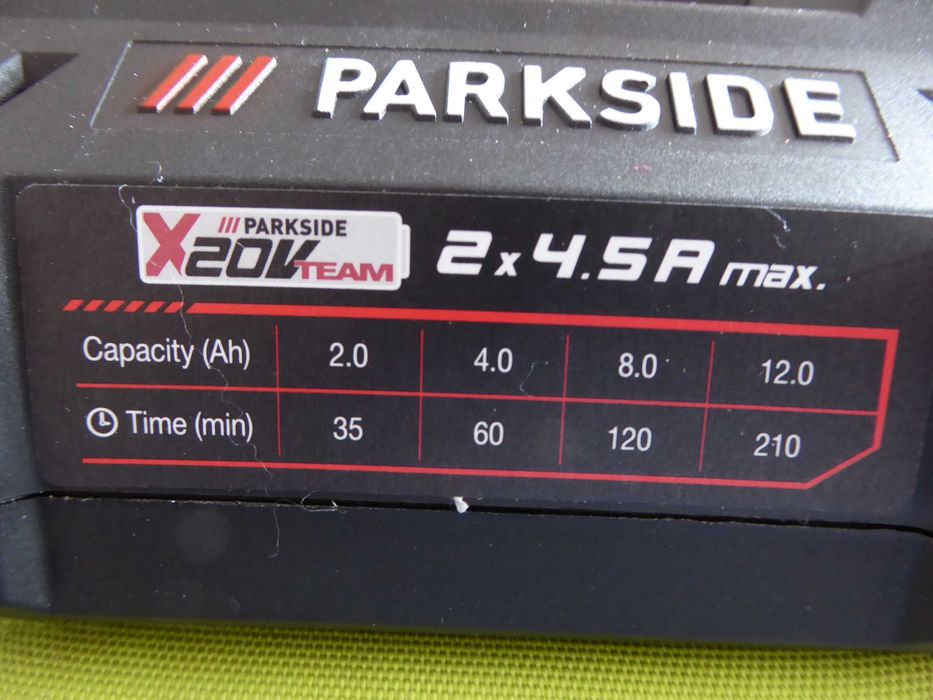 PARKSIDE
PARKSIDE
X20V TEAM
2 x 4.5A max.
Capacity (Ah) 2.0 4.0 8.0 12.0
Time (min) 35 60 120 210